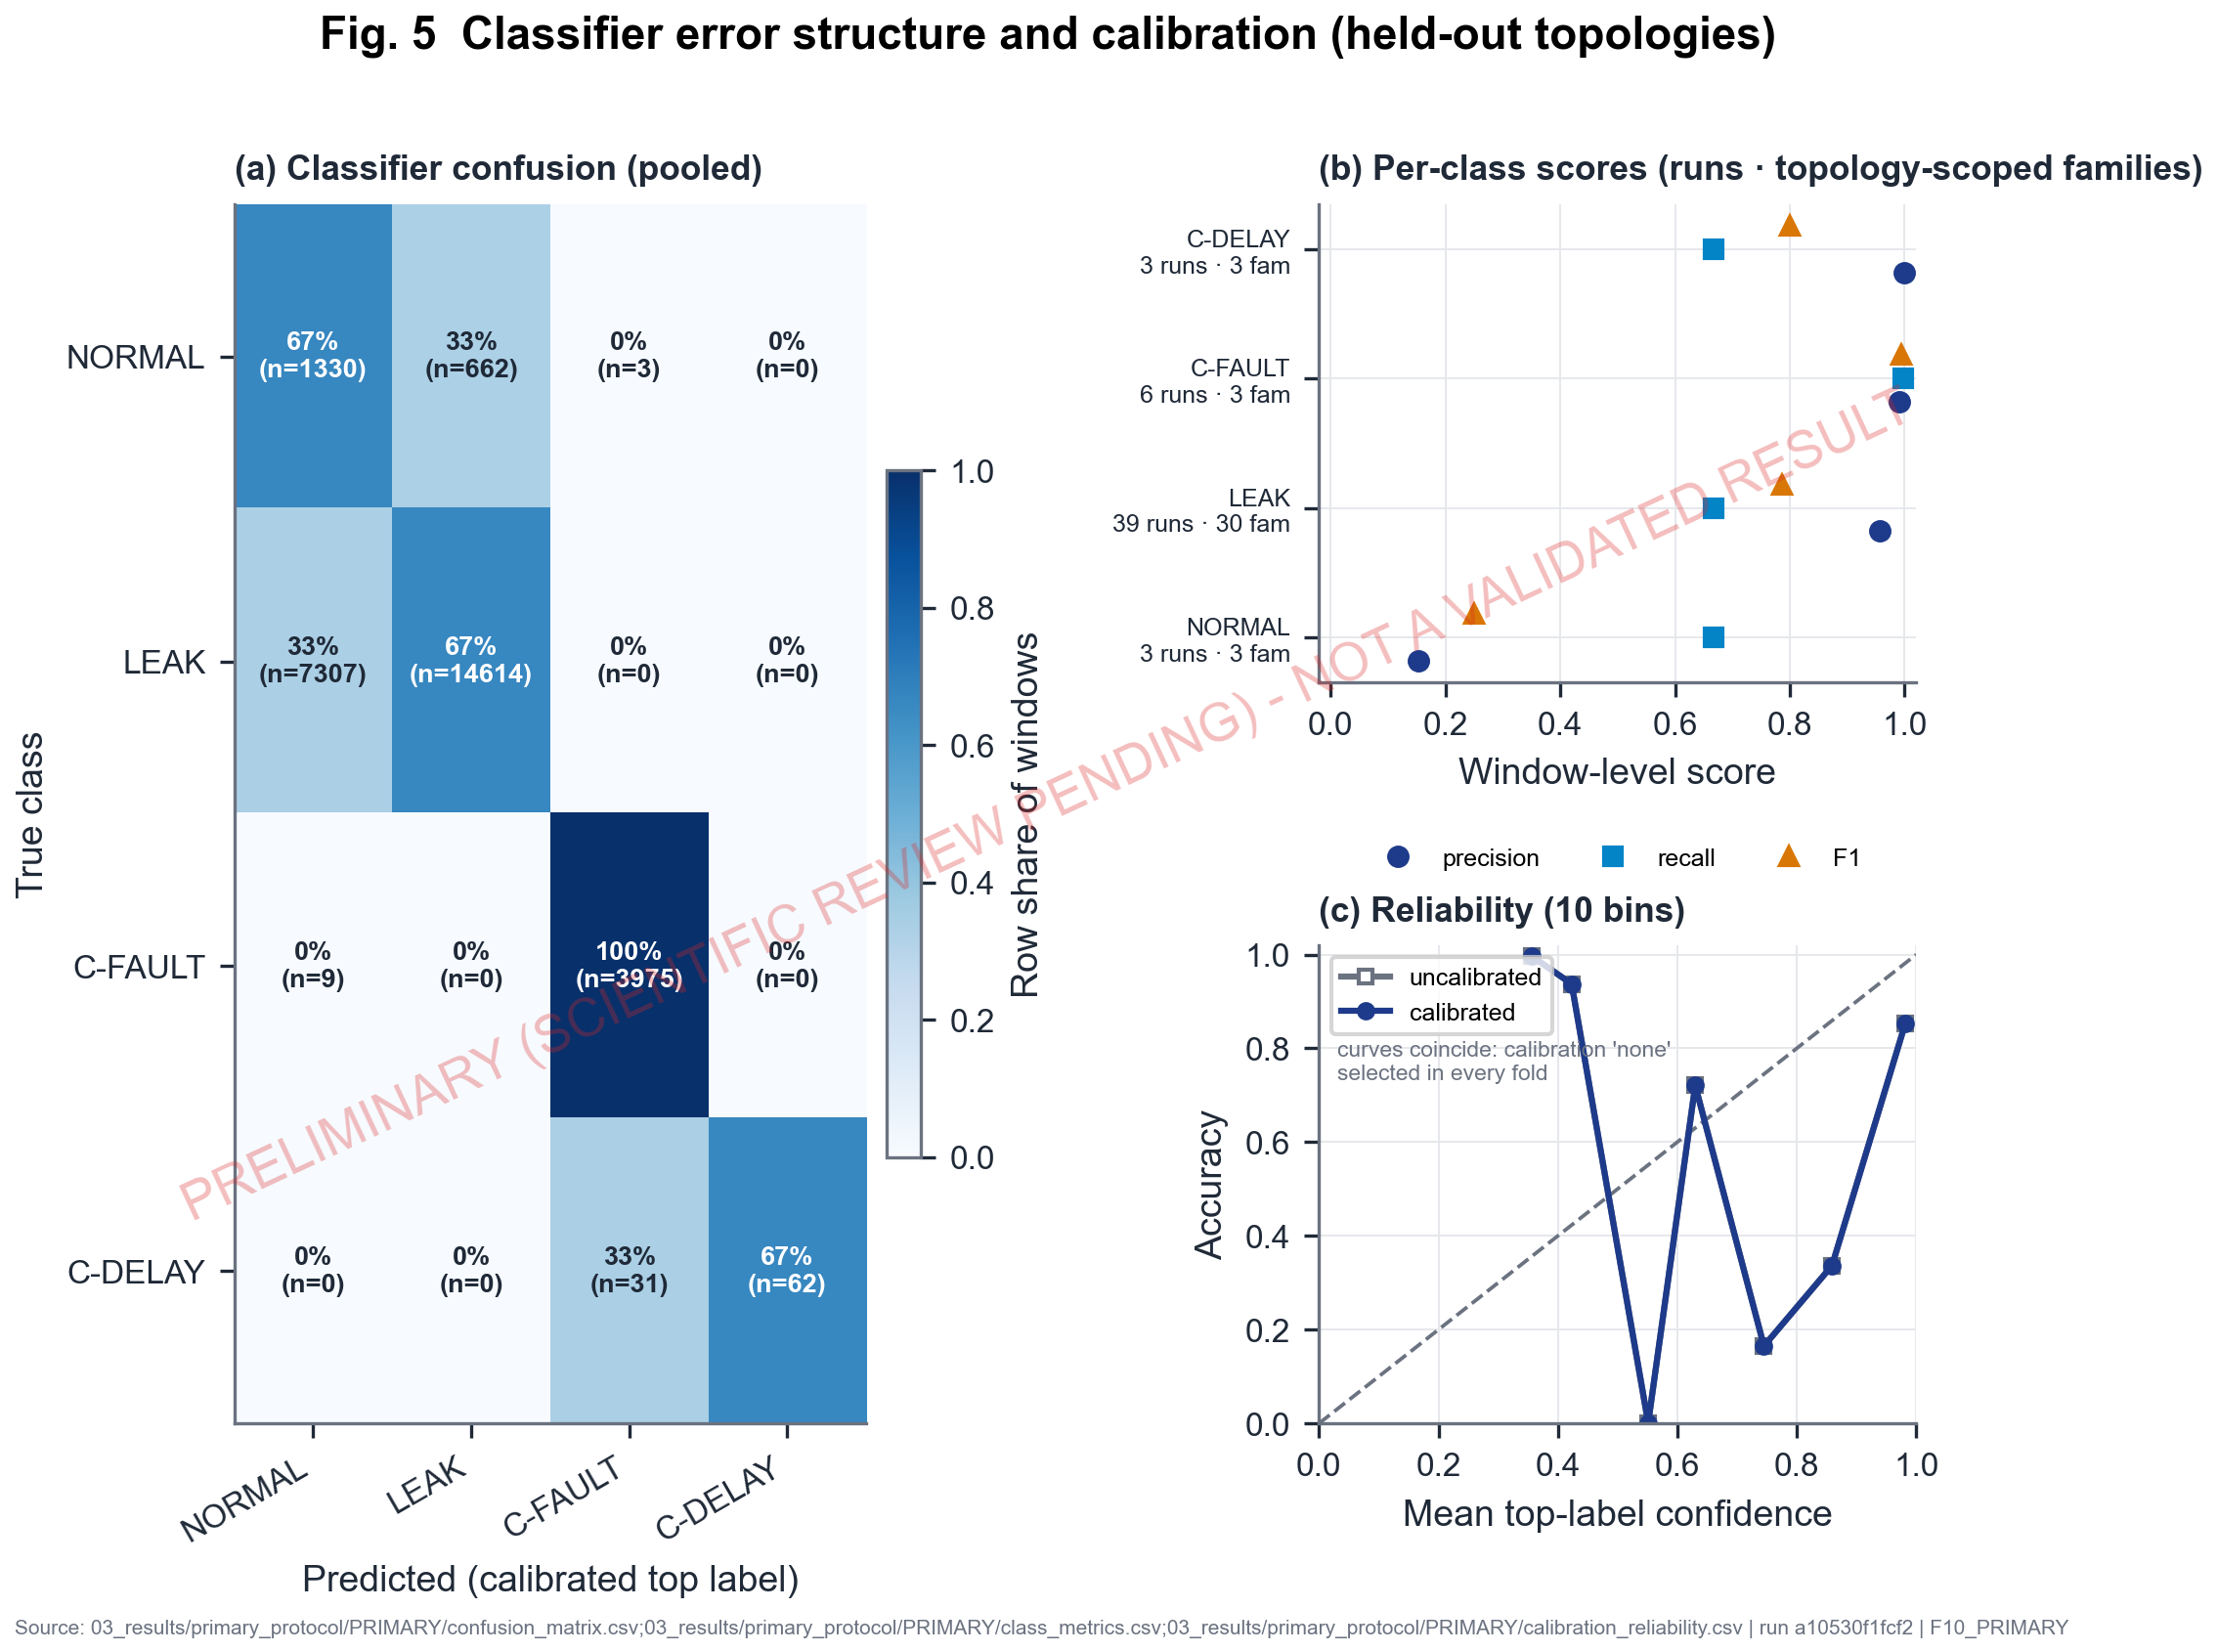 Fig. 5  Classifier error structure and calibration (held-out topologies)
(a) Classifier confusion (pooled)
True class
NORMAL
LEAK
C-FAULT
C-DELAY
67%
(n=1330)
33%
(n=662)
0%
(n=3)
0%
(n=0)
33%
(n=7307)
67%
(n=14614)
0%
(n=0)
0%
(n=0)
0%
(n=9)
0%
(n=0)
100%
(n=3975)
0%
(n=0)
0%
(n=0)
0%
(n=0)
33%
(n=31)
67%
(n=62)
NORMAL
LEAK
C-FAULT
C-DELAY
Predicted (calibrated top label)
1.0
0.8
0.6
0.4
0.2
0.0
Row share of windows
(b) Per-class scores (runs · topology-scoped families)
C-DELAY
3 runs · 3 fam
C-FAULT
6 runs · 3 fam
LEAK
39 runs · 30 fam
NORMAL
3 runs · 3 fam
0.0 0.2 0.4 0.6 0.8 1.0
Window-level score
precision recall F1
(c) Reliability (10 bins)
uncalibrated
calibrated
curves coincide: calibration 'none'
selected in every fold
Accuracy
1.0
0.8
0.6
0.4
0.2
0.0
0.0 0.2 0.4 0.6 0.8 1.0
Mean top-label confidence
PRELIMINARY (SCIENTIFIC REVIEW PENDING) - NOT A VALIDATED RESULT
Source: 03_results/primary_protocol/PRIMARY/confusion_matrix.csv;03_results/primary_protocol/PRIMARY/class_metrics.csv;03_results/primary_protocol/PRIMARY/calibration_reliability.csv | run a10530f1fcf2 | F10_PRIMARY